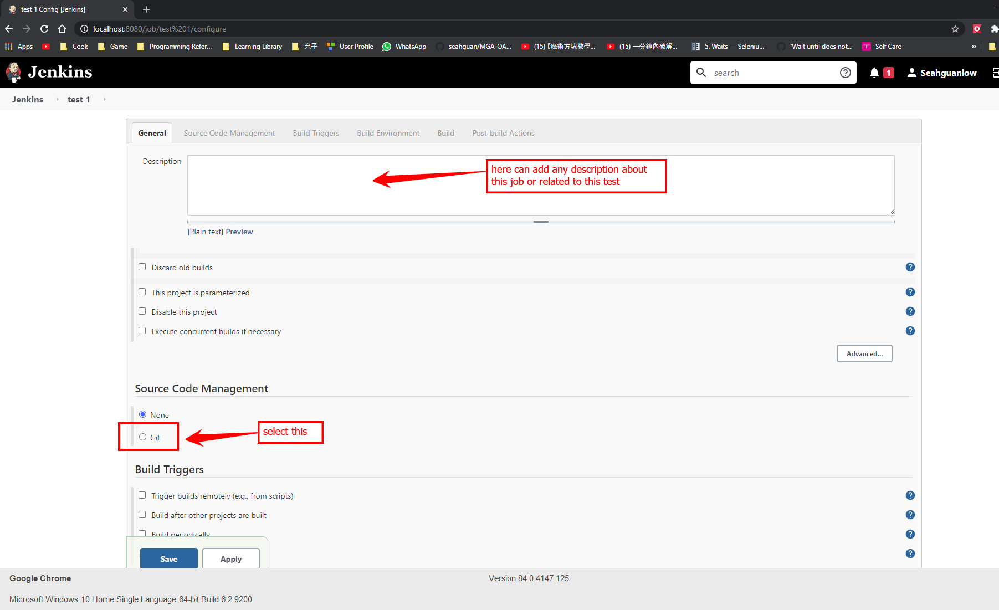 test 1 Config [Jenkins]
localhost:8080/job/test%201/configure
Apps
Cook
Game
Programming Refer...
Learning Library
亲子
User Profile
WhatsApp
seahguan/MGA-QA...
(15)【魔術方塊教學...
(15) 一分鐘內破解...
5. Waits — Seleniu...
`Wait until does not...
Self Care
»
Jenkins
search
1
Seahguanlow
Jenkins
test 1
General
Source Code Management
Build Triggers
Build Environment
Build
Post-build Actions
Description
here can add any description about
this job or related to this test
[Plain text] Preview
Discard old builds
This project is parameterized
Disable this project
Execute concurrent builds if necessary
Advanced...
Source Code Management
None
Git
select this
Build Triggers
Trigger builds remotely (e.g., from scripts)
Build after other projects are built
Build periodically
Save
Apply
Google Chrome
Version 84.0.4147.125
Microsoft Windows 10 Home Single Language 64-bit Build 6.2.9200